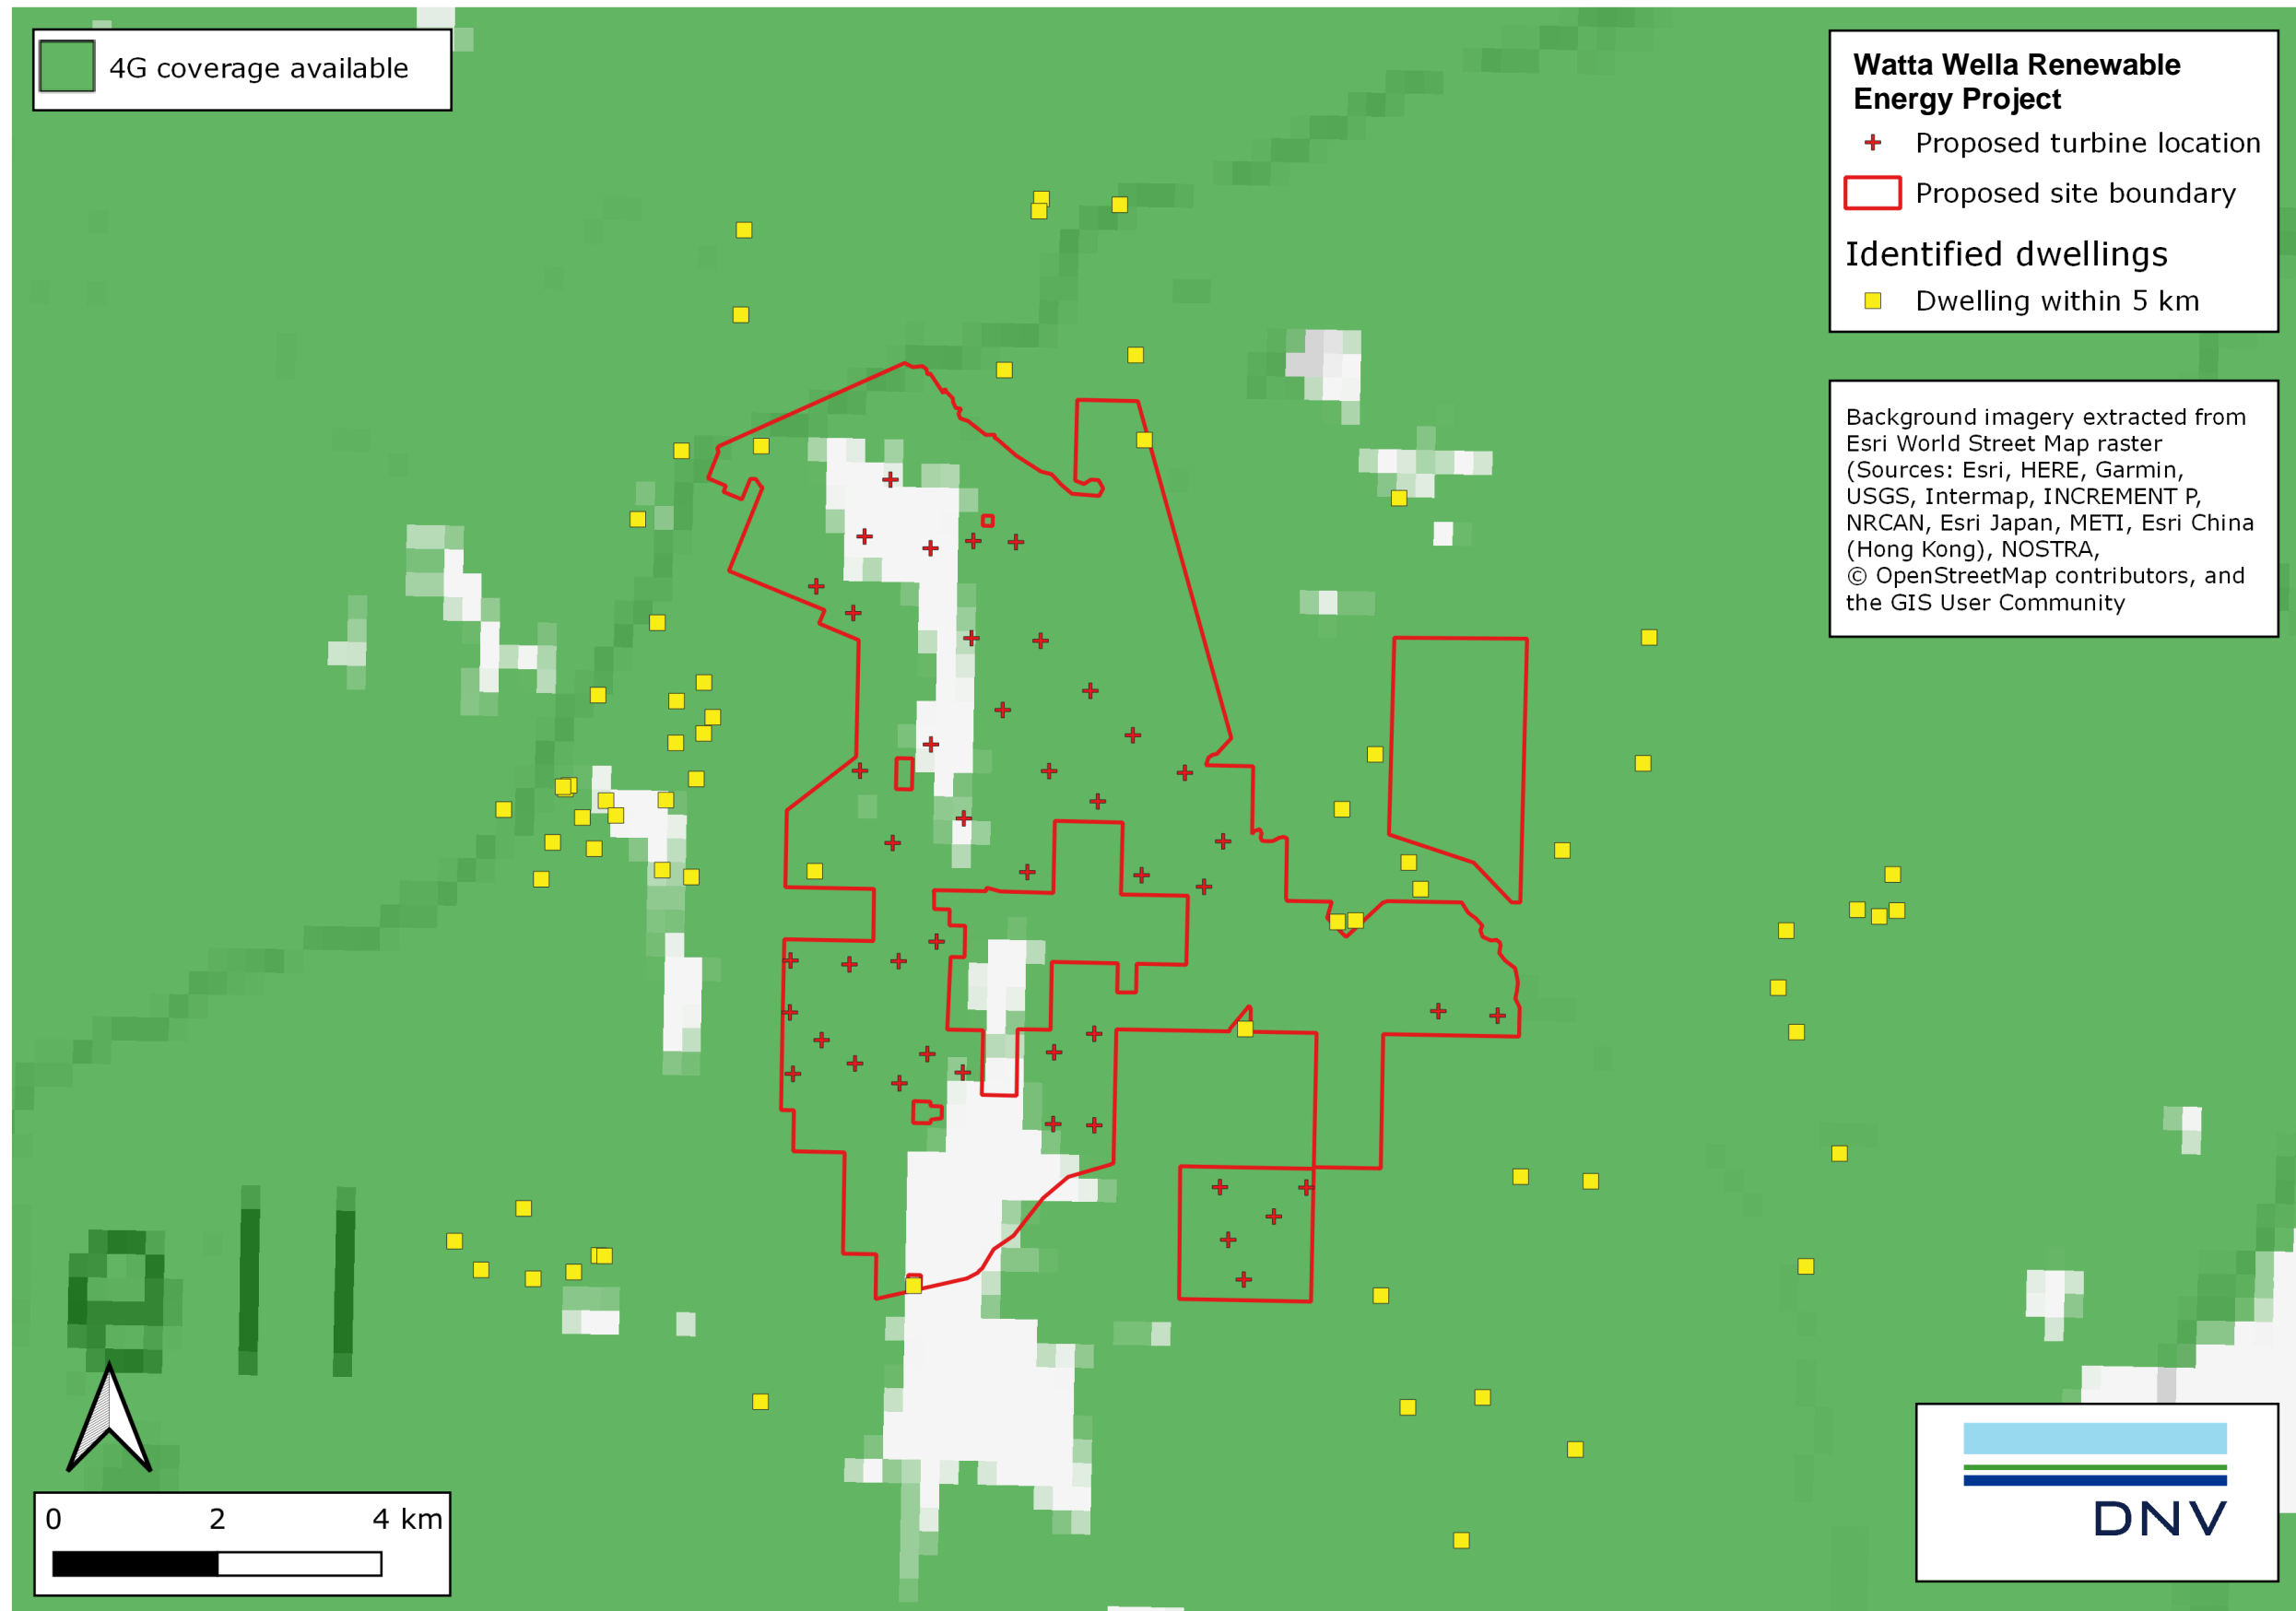 4G coverage available
Watta Wella Renewable
Energy Project
Proposed turbine location
Proposed site boundary
Identified dwellings
Dwelling within 5 km
Background imagery extracted from
Esri World Street Map raster
(Sources: Esri, HERE, Garmin,
USGS, Intermap, INCREMENT P,
NRCAN, Esri Japan, METI, Esri China
(Hong Kong), NOSTRA,
© OpenStreetMap contributors, and
the GIS User Community
ell
0 2 4 km
DNV